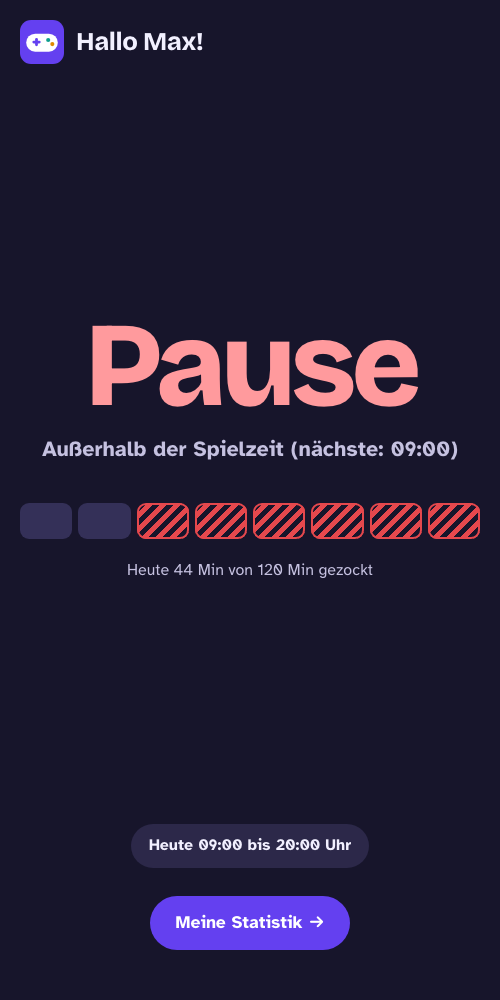 Hallo Max!
Pause
Außerhalb der Spielzeit (nächste: 09:00)
Heute 44 Min von 120 Min gezockt
Heute 09:00 bis 20:00 Uhr
Meine Statistik →